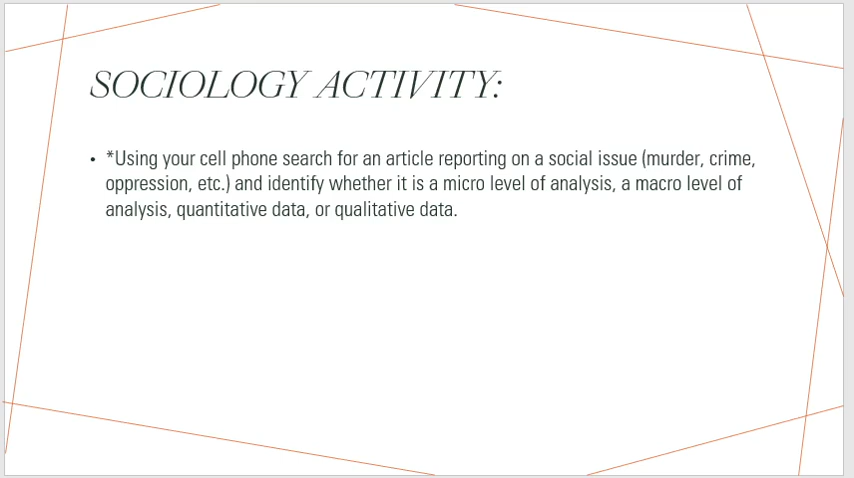 SOCIOLOGY ACTIVITY:
• *Using your cell phone search for an article reporting on a social issue (murder, crime,
oppression, etc.) and identify whether it is a micro level of analysis, a macro level of
analysis, quantitative data, or qualitative data.